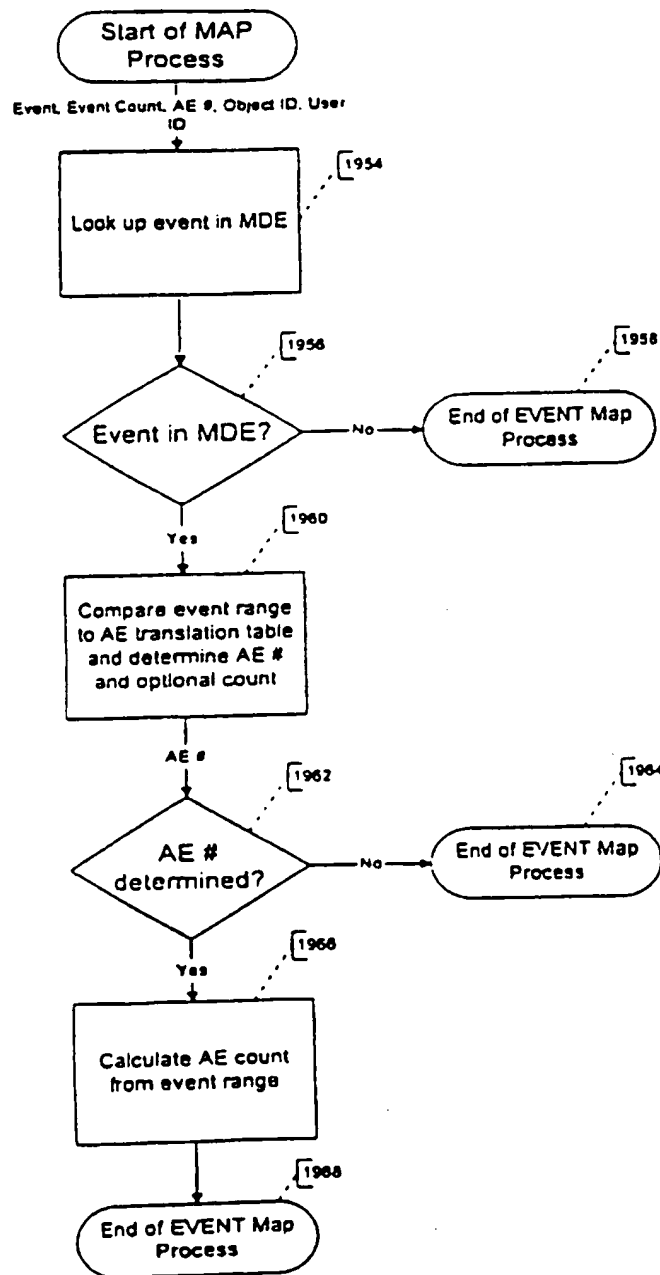 Start of MAP
Process
Event, Event Count, AE #, Object ID, User
ID
1954
Look up event in MDE
1956
1958
Event in MDE?
No
End of EVENT Map
Process
Yes
1960
Compare event range
to AE translation table
and determine AE #
and optional count
AE #
1962
1964
AE #
determined?
No
End of EVENT Map
Process
Yes
1966
Calculate AE count
from event range
1968
End of EVENT Map
Process